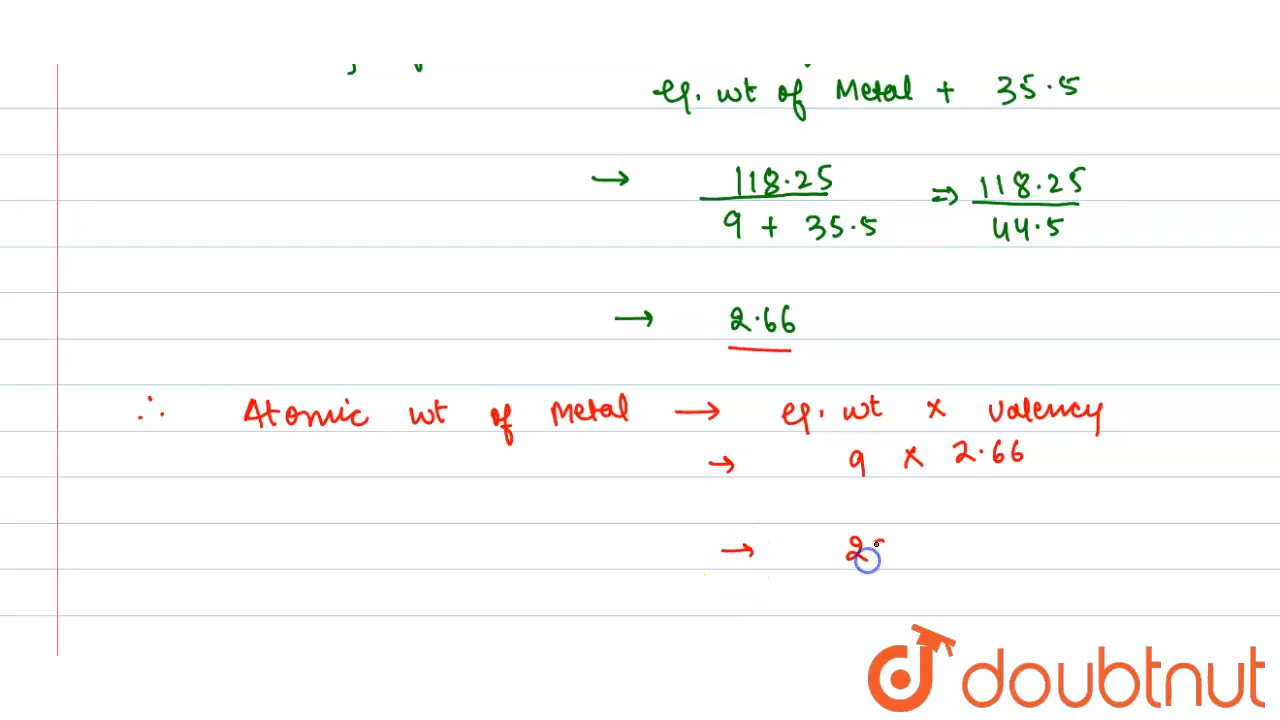 eq. wt of Metal + 35.5
→ 118.25 ⇒ 118.25
9 + 35.5 44.5
→ 2.66
∴ Atomic wt of Metal → eq. wt x valency
→ 9 x 2.66
→ 2
doubtnut